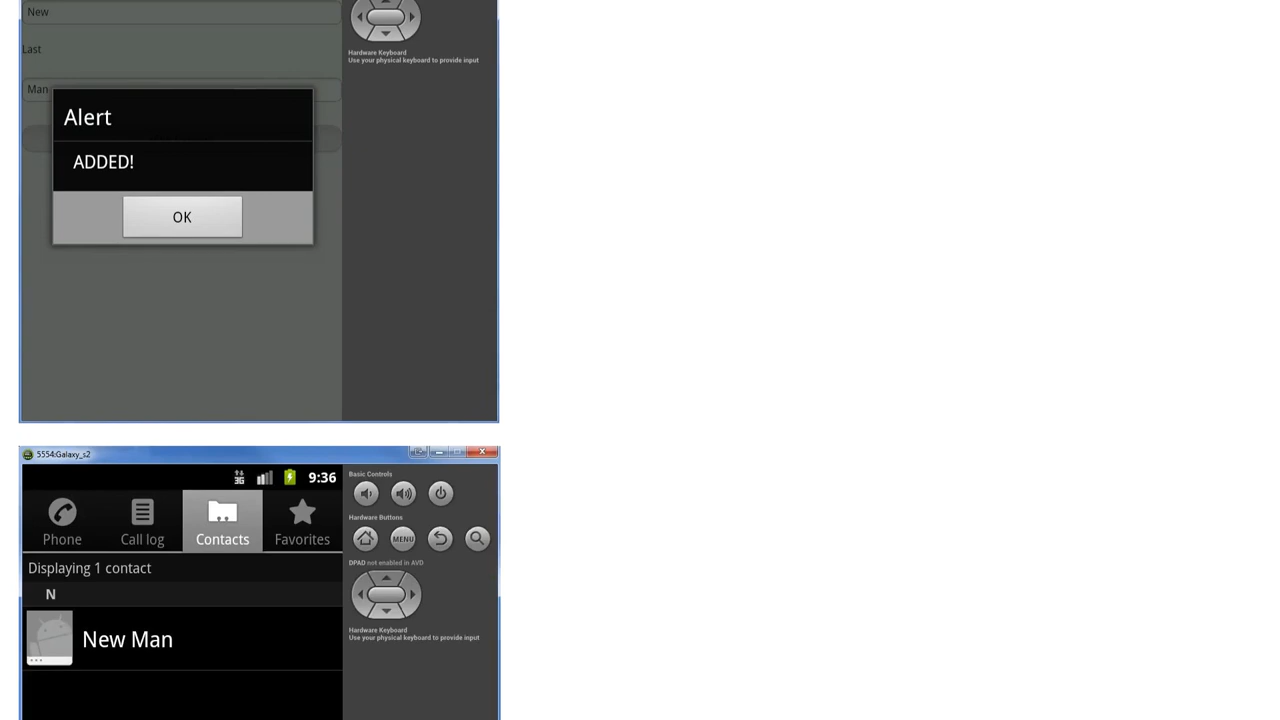 New
Hardware Keyboard
Use your physical keyboard to provide input
Last
Man
Alert
ADDED!
OK
5554:Galaxy_s2
3G
9:36
Basic Controls
Hardware Buttons
MENU
Phone
Call log
Contacts
Favorites
DPAD not enabled in AVD
Displaying 1 contact
N
New Man
Hardware Keyboard
Use your physical keyboard to provide input